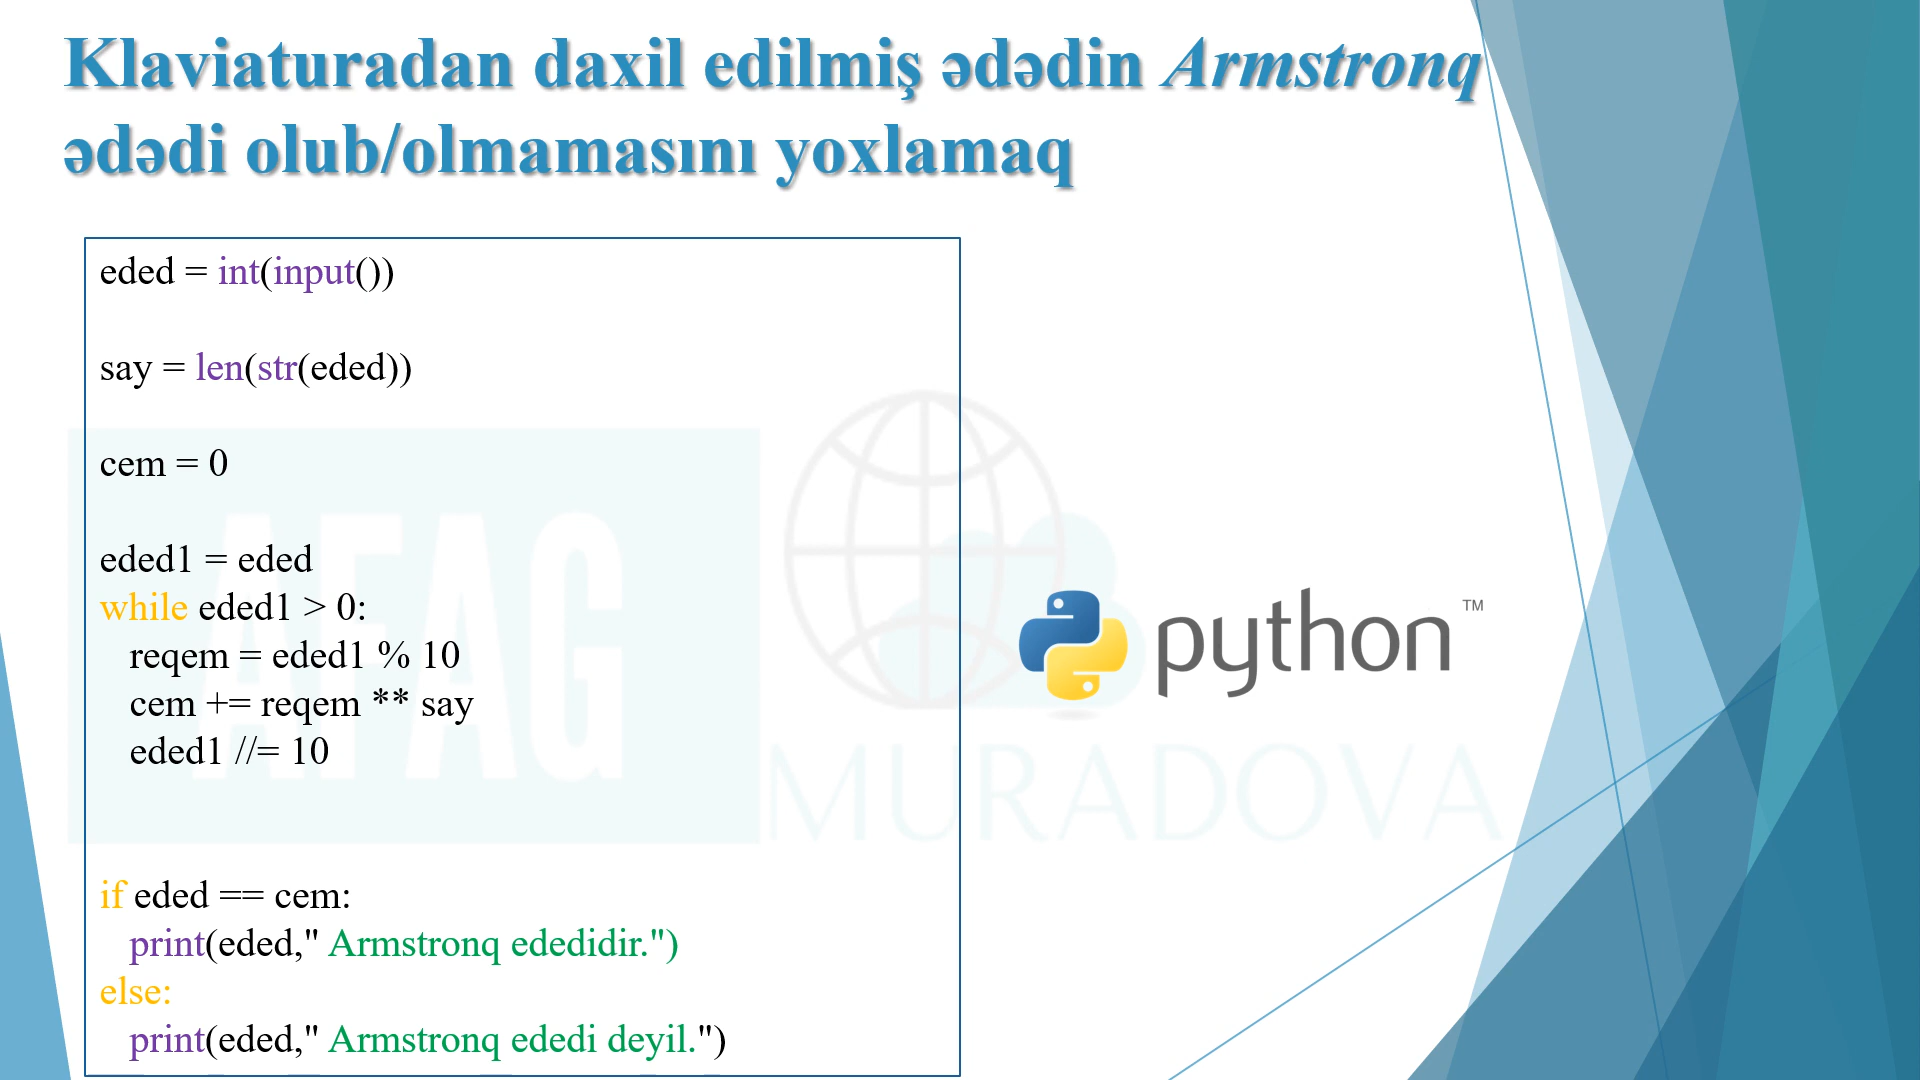 Klaviaturadan daxil edilmiş ədədin Armstronq
ədədi olub/olmamasını yoxlamaq
eded = int(input())
say = len(str(eded))
cem = 0
eded1 = eded
while eded1 > 0:
reqem = eded1 % 10
cem += reqem ** say
eded1 //= 10
if eded == cem:
print(eded," Armstronq ededidir.")
else:
print(eded," Armstronq ededi deyil.")
python™
AFAG
MURADOVA